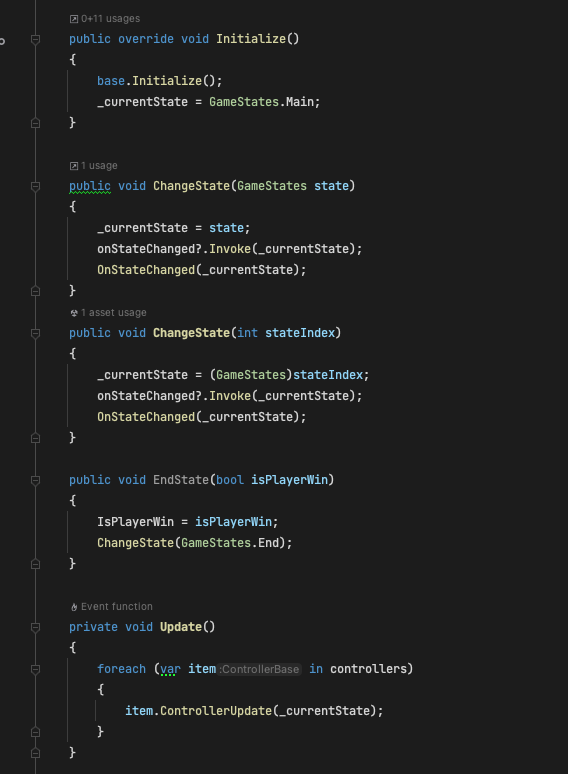 0+11 usages
public override void Initialize()
{
base.Initialize();
_currentState = GameStates.Main;
}
1 usage
public void ChangeState(GameStates state)
{
_currentState = state;
onStateChanged?.Invoke(_currentState);
OnStateChanged(_currentState);
}
1 asset usage
public void ChangeState(int stateIndex)
{
_currentState = (GameStates)stateIndex;
onStateChanged?.Invoke(_currentState);
OnStateChanged(_currentState);
}
public void EndState(bool isPlayerWin)
{
IsPlayerWin = isPlayerWin;
ChangeState(GameStates.End);
}
Event function
private void Update()
{
foreach (var item :ControllerBase in controllers)
{
item.ControllerUpdate(_currentState);
}
}